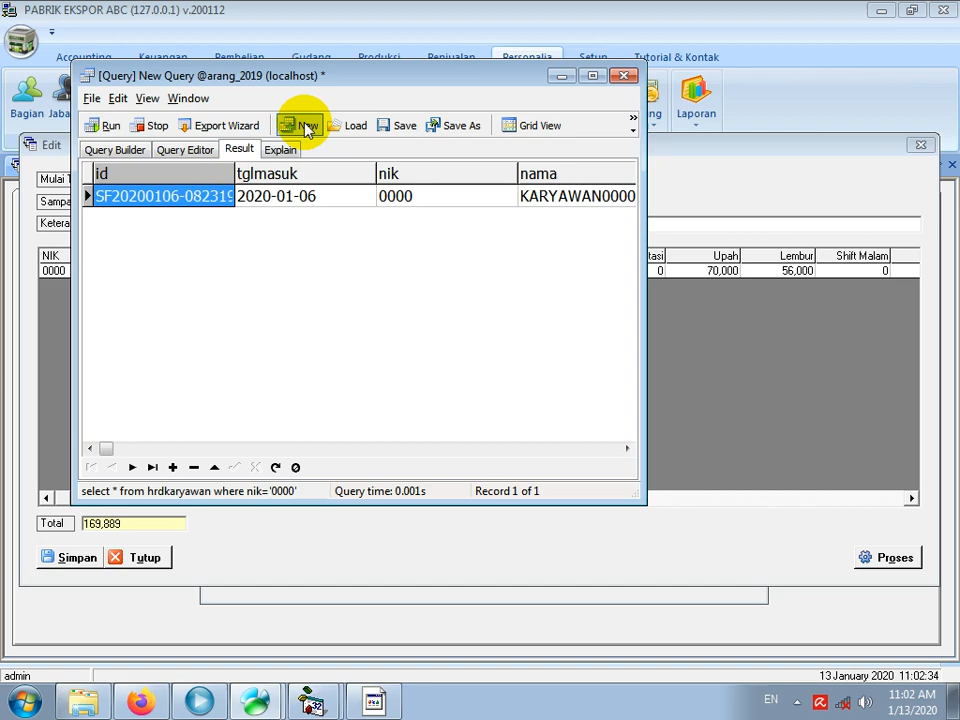 PABRIK EKSPOR ABC (127.0.0.1) v.200112
Accounting Keuangan Pembelian Gudang Produksi Penjualan Personalia Setup Tutorial & Kontak
[Query] New Query @arang_2019 (localhost) *
File Edit View Window
Bagian
Laporan
Run Stop Export Wizard New Load Save Save As Grid View
Edit
Query Builder Query Editor Result Explain
id tglmasuk nik nama
Mulai
SF20200106-082319 2020-01-06 0000 KARYAWAN0000
NIK Upah Lembur Shift Malam
0000 0 70,000 56,000 0
select * from hrdkaryawan where nik='0000' Query time: 0.001s Record 1 of 1
Total 169,889
Simpan Tutup Proses
admin 13 January 2020 11:02:34
EN 11:02 AM
1/13/2020